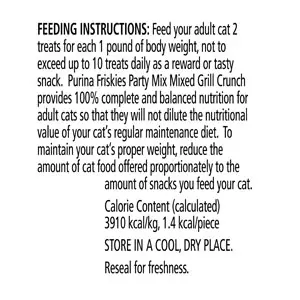 FEEDING INSTRUCTIONS: Feed your adult cat 2
treats for each 1 pound of body weight, not to
exceed up to 10 treats daily as a reward or tasty
snack.  Purina Friskies Party Mix Mixed Grill Crunch
provides 100% complete and balanced nutrition for
adult cats so that they will not dilute the nutritional
value of your cat's regular maintenance diet.  To
maintain your cat's proper weight, reduce the
amount of cat food offered proportionately to the
amount of snacks you feed your cat.
Calorie Content (calculated)
3910 kcal/kg, 1.4 kcal/piece
STORE IN A COOL, DRY PLACE.
Reseal for freshness.